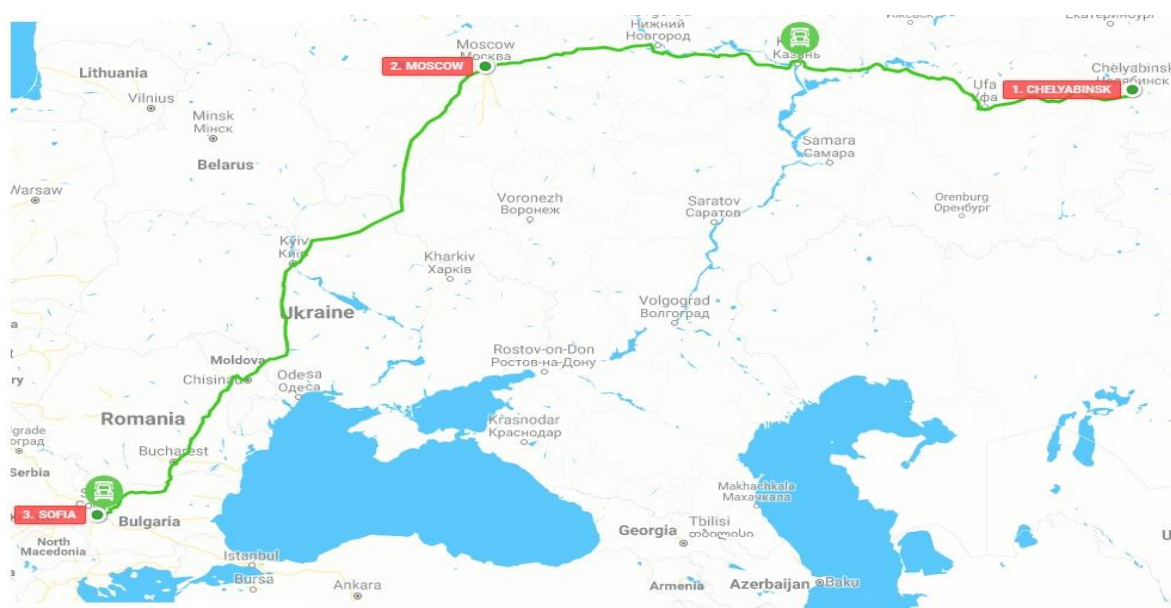 Нижний
Новгород
Moscow
Москва
2. MOSCOW
Казань
Chelyabinsk
Челябинск
1. CHELYABINSK
Ufa
Уфа
Lithuania
Vilnius
Minsk
Мінск
Belarus
Samara
Самара
Warsaw
Voronezh
Воронеж
Saratov
Саратов
Orenburg
Оренбург
Kyiv
Київ
Kharkiv
Харків
Ukraine
Volgograd
Волгоград
Moldova
Rostov-on-Don
Ростов-на-Дону
Chisinau
Odesa
Одеса
Romania
Krasnodar
Краснодар
Bucharest
Serbia
Makhachkala
Махачкала
3. SOFIA
Bulgaria
Georgia
Tbilisi
თბილისი
North
Macedonia
Istanbul
Bursa
Ankara
Armenia
Azerbaijan
Baku